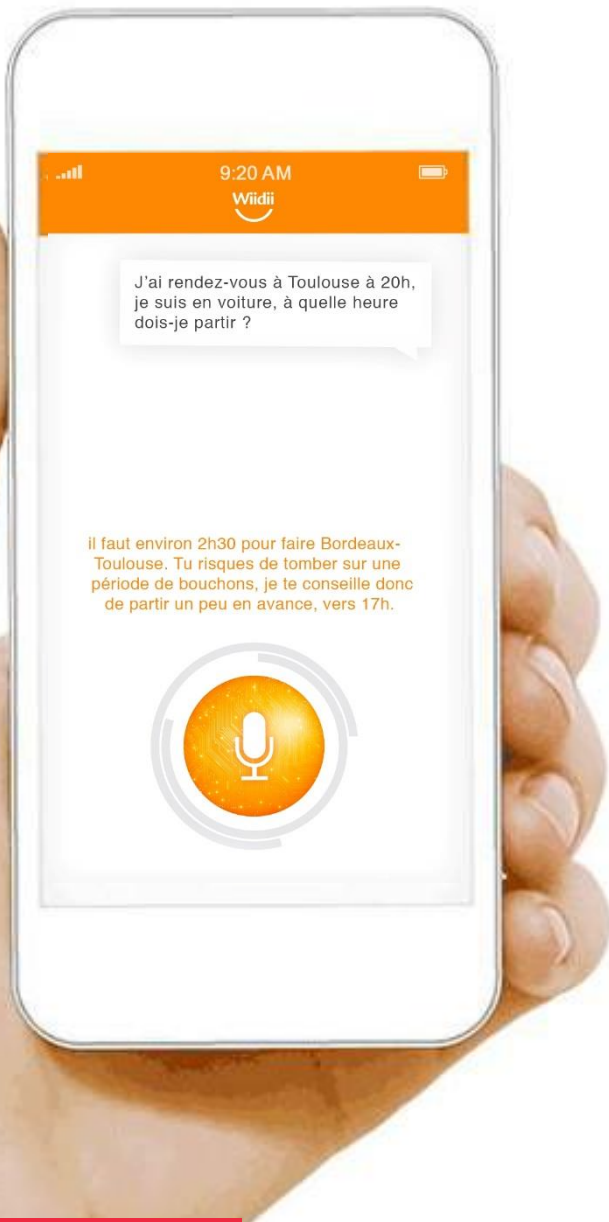 9:20 AM
Wiidii
J'ai rendez-vous à Toulouse à 20h,
je suis en voiture, à quelle heure
dois-je partir ?
il faut environ 2h30 pour faire Bordeaux-
Toulouse. Tu risques de tomber sur une
période de bouchons, je te conseille donc
de partir un peu en avance, vers 17h.